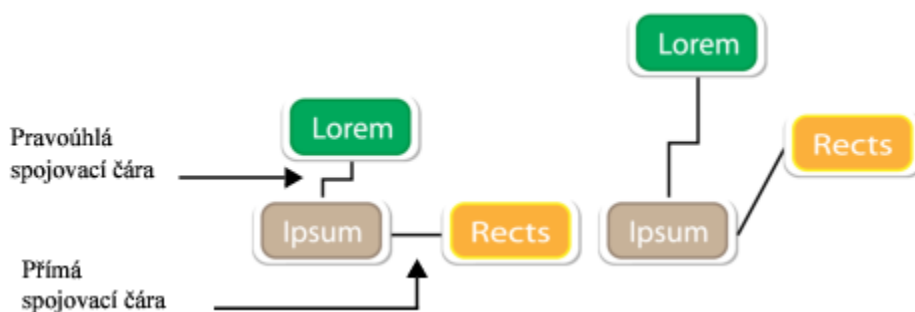 Lorem
Rects
Pravoúhlá
spojovací čára
Lorem
Ipsum
Rects
Ipsum
Přímá
spojovací čára